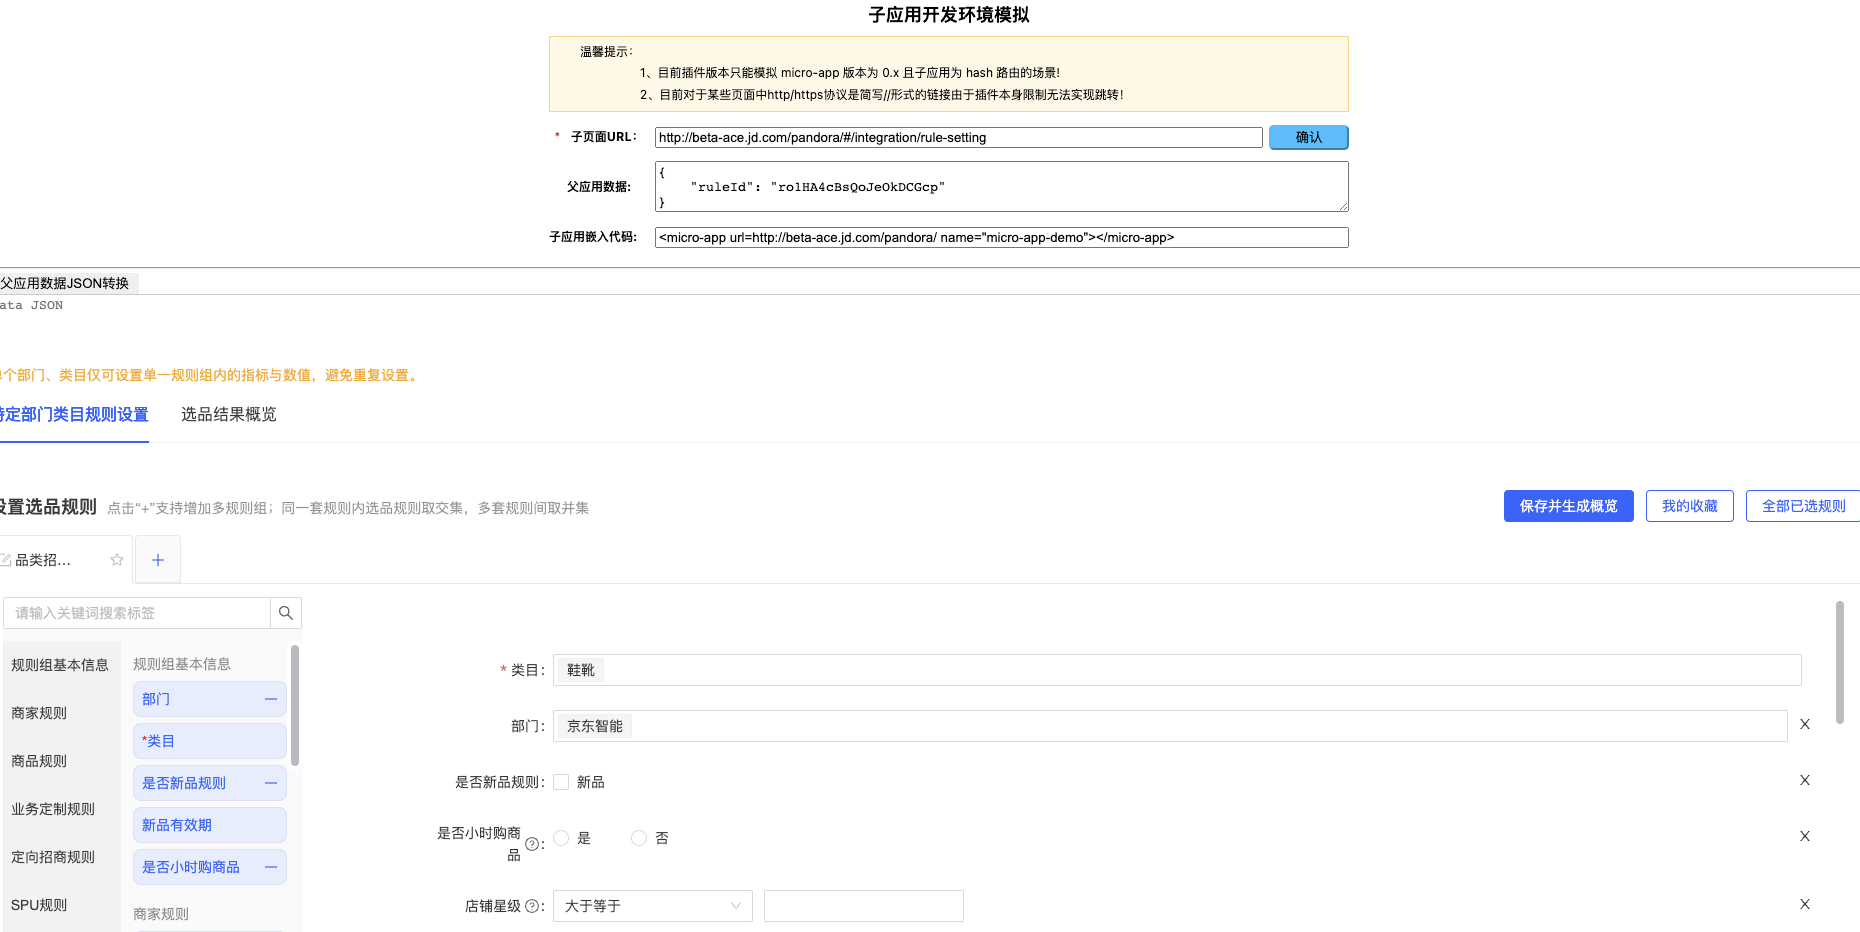 子应用开发环境模拟
温馨提示：
1、目前插件版本只能模拟 micro-app 版本为 0.x 且子应用为 hash 路由的场景!
2、目前对于某些页面中http/https协议是简写//形式的链接由于插件本身限制无法实现跳转!
* 子页面URL： http://beta-ace.jd.com/pandora/#/integration/rule-setting 确认
父应用数据:
{
"ruleId": "ro1HA4cBsQoJeOkDCGcp"
}
子应用嵌入代码: <micro-app url=http://beta-ace.jd.com/pandora/ name="micro-app-demo"></micro-app>
父应用数据JSON转换
ata JSON
个部门、类目仅可设置单一规则组内的指标与数值，避免重复设置。
定部门类目规则设置 选品结果概览
设置选品规则 点击“+”支持增加多规则组；同一套规则内选品规则取交集，多套规则间取并集 保存并生成概览 我的收藏 全部已选规则
品类招... +
请输入关键词搜索标签
规则组基本信息
商家规则
商品规则
业务定制规则
定向招商规则
SPU规则
规则组基本信息
部门 —
*类目
是否新品规则 —
新品有效期
是否小时购商品 —
商家规则
* 类目： 鞋靴
部门： 京东智能 X
是否新品规则： 新品 X
是否小时购商
品 ?： 是 否 X
店铺星级 ?： 大于等于 X